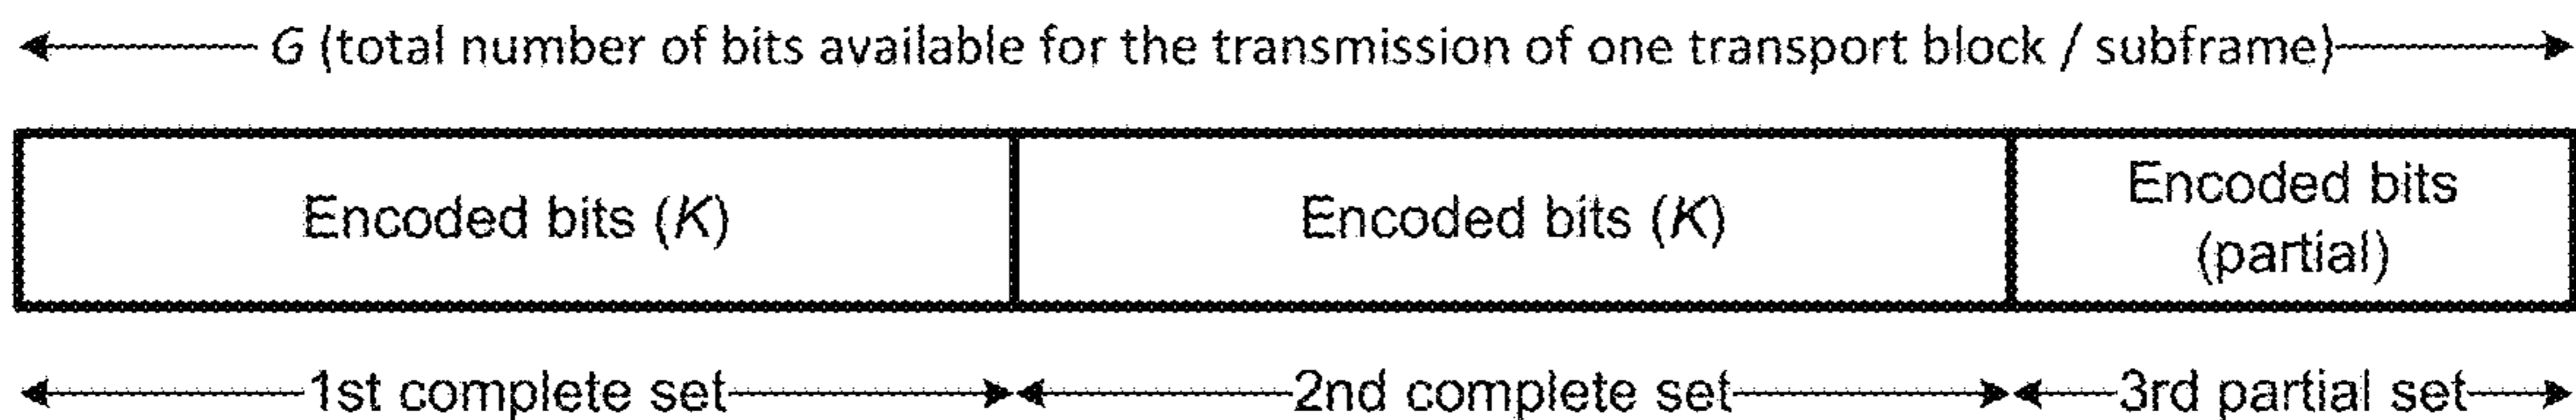 G (total number of bits available for the transmission of one transport block / subframe)
Encoded bits (K)
Encoded bits (K)
Encoded bits
(partial)
1st complete set
2nd complete set
3rd partial set